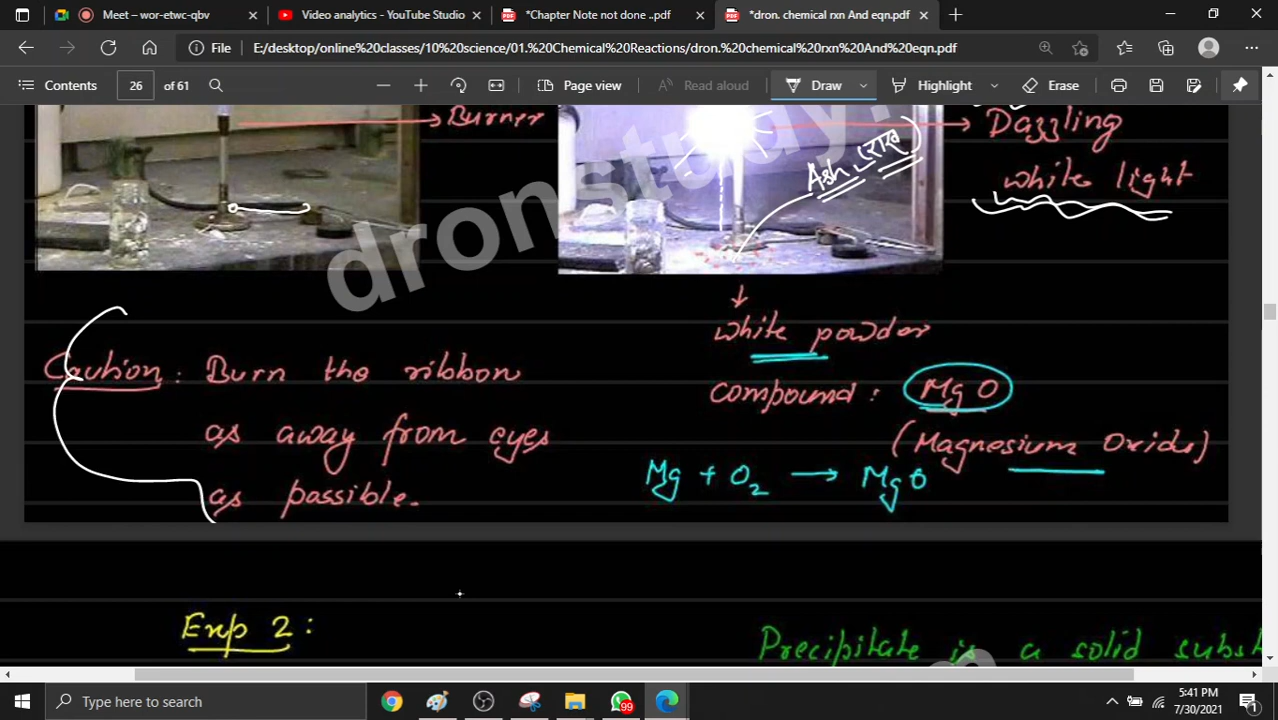 Meet – wor-etwc-qbv
Video analytics - YouTube Studio
*Chapter Note not done ..pdf
*dron. chemical rxn And eqn.pdf
File
E:/desktop/online%20classes/10%20science/01.%20Chemical%20Reactions/dron.%20chemical%20rxn%20And%20eqn.pdf
Contents
26 of 61
Page view
Read aloud
Draw
Highlight
Erase
Burner
Dazzling
white light
Ash (राख)
dronstudy.
white powder
Compound: MgO
(Magnesium Oxide)
Mg + O2 → MgO
Caution: Burn the ribbon
as away from eyes
as passible.
Exp 2:
Precipitate is a solid subst
Type here to search
99
5:41 PM
7/30/2021
1